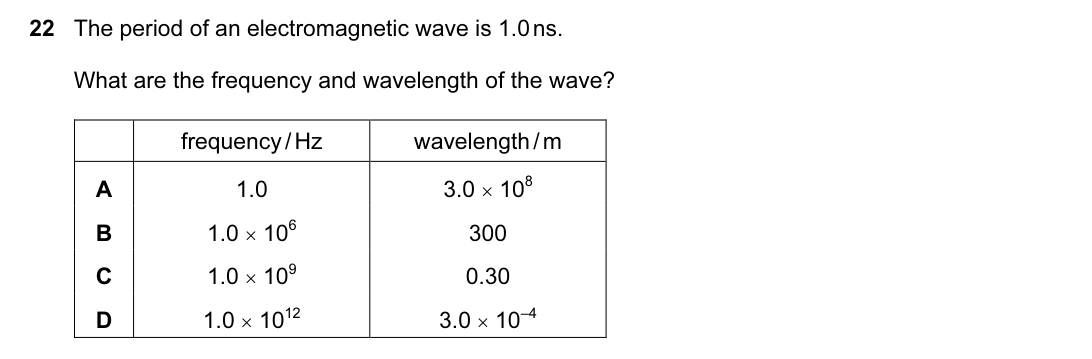 22 The period of an electromagnetic wave is 1.0 ns.
What are the frequency and wavelength of the wave?
frequency / Hz wavelength / m
A 1.0 3.0 × 10⁸
B 1.0 × 10⁶ 300
C 1.0 × 10⁹ 0.30
D 1.0 × 10¹² 3.0 × 10⁻⁴